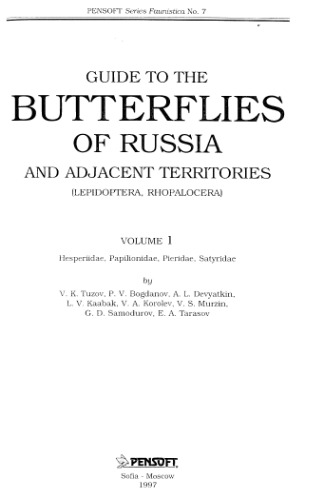 PENSOFT Series Faunistica No. 7
GUIDE TO THE
BUTTERFLIES
OF RUSSIA
AND ADJACENT TERRITORIES
(LEPIDOPTERA, RHOPALOCERA)
VOLUME 1
Hesperiidae, Papilionidae, Pieridae, Satyridae
by
V. K. Tuzov, P. V. Bogdanov, A. L. Devyatkin,
L. V. Kaabak, V. A. Korolev, V. S. Murzin,
G. D. Samodurov, E. A. Tarasov
PENSOFT
Sofia - Moscow
1997